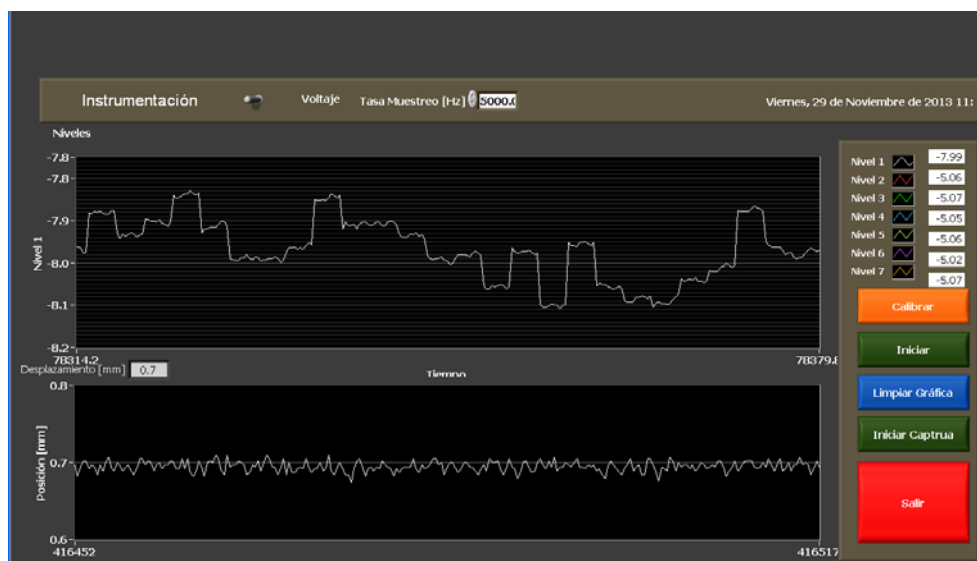 Instrumentación
Voltaje
Tasa Muestreo [Hz] 5000.0
Viernes, 29 de Noviembre de 2013 11:
Niveles
-7.8
-7.8
-7.9
-8.0
-8.1
-8.2
Nivel 1
78314.2
78379.8
Tiempo
Nivel 1 -7.99
Nivel 2 -5.06
Nivel 3 -5.07
Nivel 4 -5.05
Nivel 5 -5.06
Nivel 6 -5.02
Nivel 7 -5.07
Calibrar
Iniciar
Limpiar Gráfica
Iniciar Captrua
Salir
Desplazamiento [mm] 0.7
0.8
0.7
0.6
Posición [mm]
416452
416517